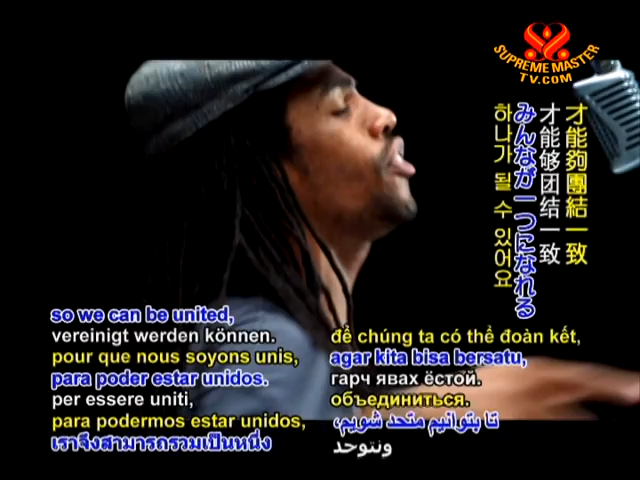 SUPREME MASTER
TV.COM
才能夠團結一致
才能够团结一致
みんなが一つになれる
하나가 될 수 있어요
so we can be united,
vereinigt werden können.
pour que nous soyons unis,
para poder estar unidos.
per essere uniti,
para podermos estar unidos,
เราจึงสามารถรวมเป็นหนึ่ง
để chúng ta có thể đoàn kết,
agar kita bisa bersatu,
гарч явах ёстой.
объединиться.
تا بتوانیم متحد شویم،
ونتوحد